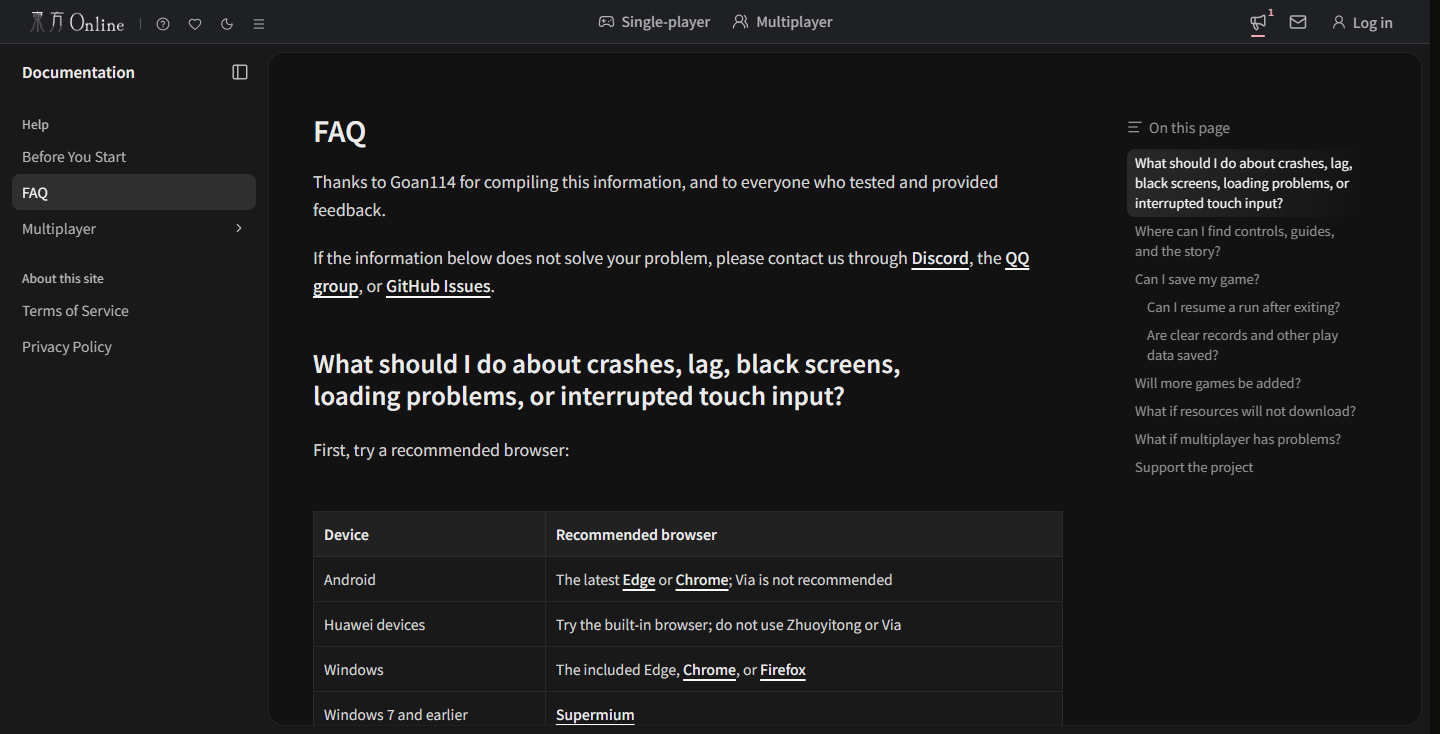 東方Online
Single-player
Multiplayer
1
Log in
Documentation
Help
Before You Start
FAQ
Multiplayer
About this site
Terms of Service
Privacy Policy
FAQ
Thanks to Goan114 for compiling this information, and to everyone who tested and provided
feedback.
If the information below does not solve your problem, please contact us through Discord, the QQ
group, or GitHub Issues.
What should I do about crashes, lag, black screens,
loading problems, or interrupted touch input?
First, try a recommended browser:
Device
Recommended browser
Android
The latest Edge or Chrome; Via is not recommended
Huawei devices
Try the built-in browser; do not use Zhuoyitong or Via
Windows
The included Edge, Chrome, or Firefox
Windows 7 and earlier
Supermium
On this page
What should I do about crashes, lag,
black screens, loading problems, or
interrupted touch input?
Where can I find controls, guides,
and the story?
Can I save my game?
Can I resume a run after exiting?
Are clear records and other play
data saved?
Will more games be added?
What if resources will not download?
What if multiplayer has problems?
Support the project